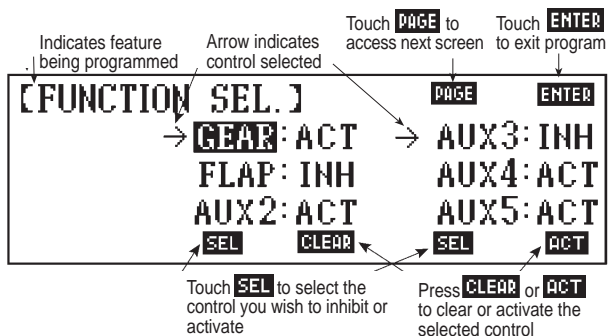 Indicates feature
being programmed
Arrow indicates
control selected
Touch PAGE to
access next screen
Touch ENTER
to exit program
[FUNCTION SEL.] PAGE ENTER
→ GEAR:ACT → AUX3:INH
FLAP:INH AUX4:ACT
AUX2:ACT AUX5:ACT
SEL CLEAR SEL ACT
Touch SEL to select the
control you wish to inhibit or
activate
Press CLEAR or ACT
to clear or activate the
selected control